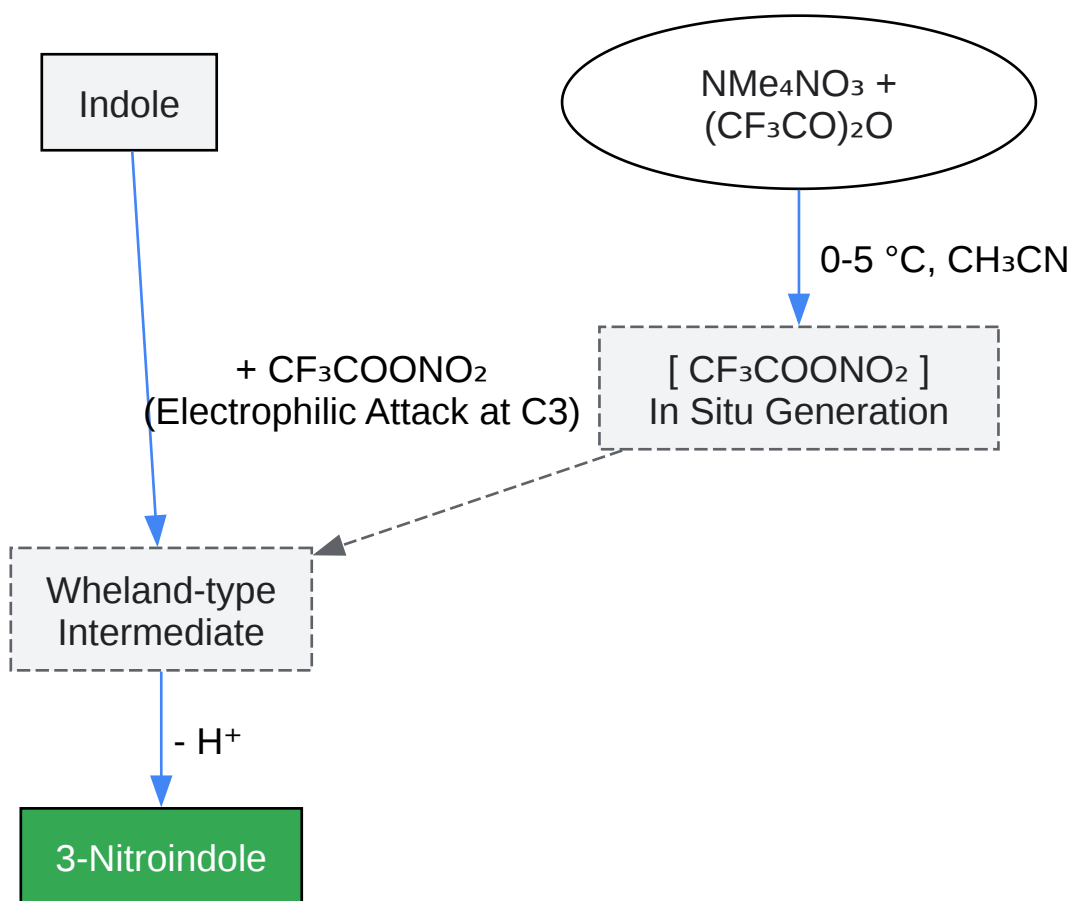 Indole
NMe₄NO₃ +
(CF₃CO)₂O
0-5 °C, CH₃CN
+ CF₃COONO₂
(Electrophilic Attack at C3)
[ CF₃COONO₂ ]
In Situ Generation
Wheland-type
Intermediate
- H⁺
3-Nitroindole